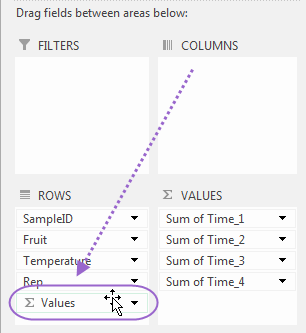 Drag fields between areas below:
FILTERS
COLUMNS
ROWS
SampleID
Fruit
Temperature
Rep
Σ Values
Σ VALUES
Sum of Time_1
Sum of Time_2
Sum of Time_3
Sum of Time_4